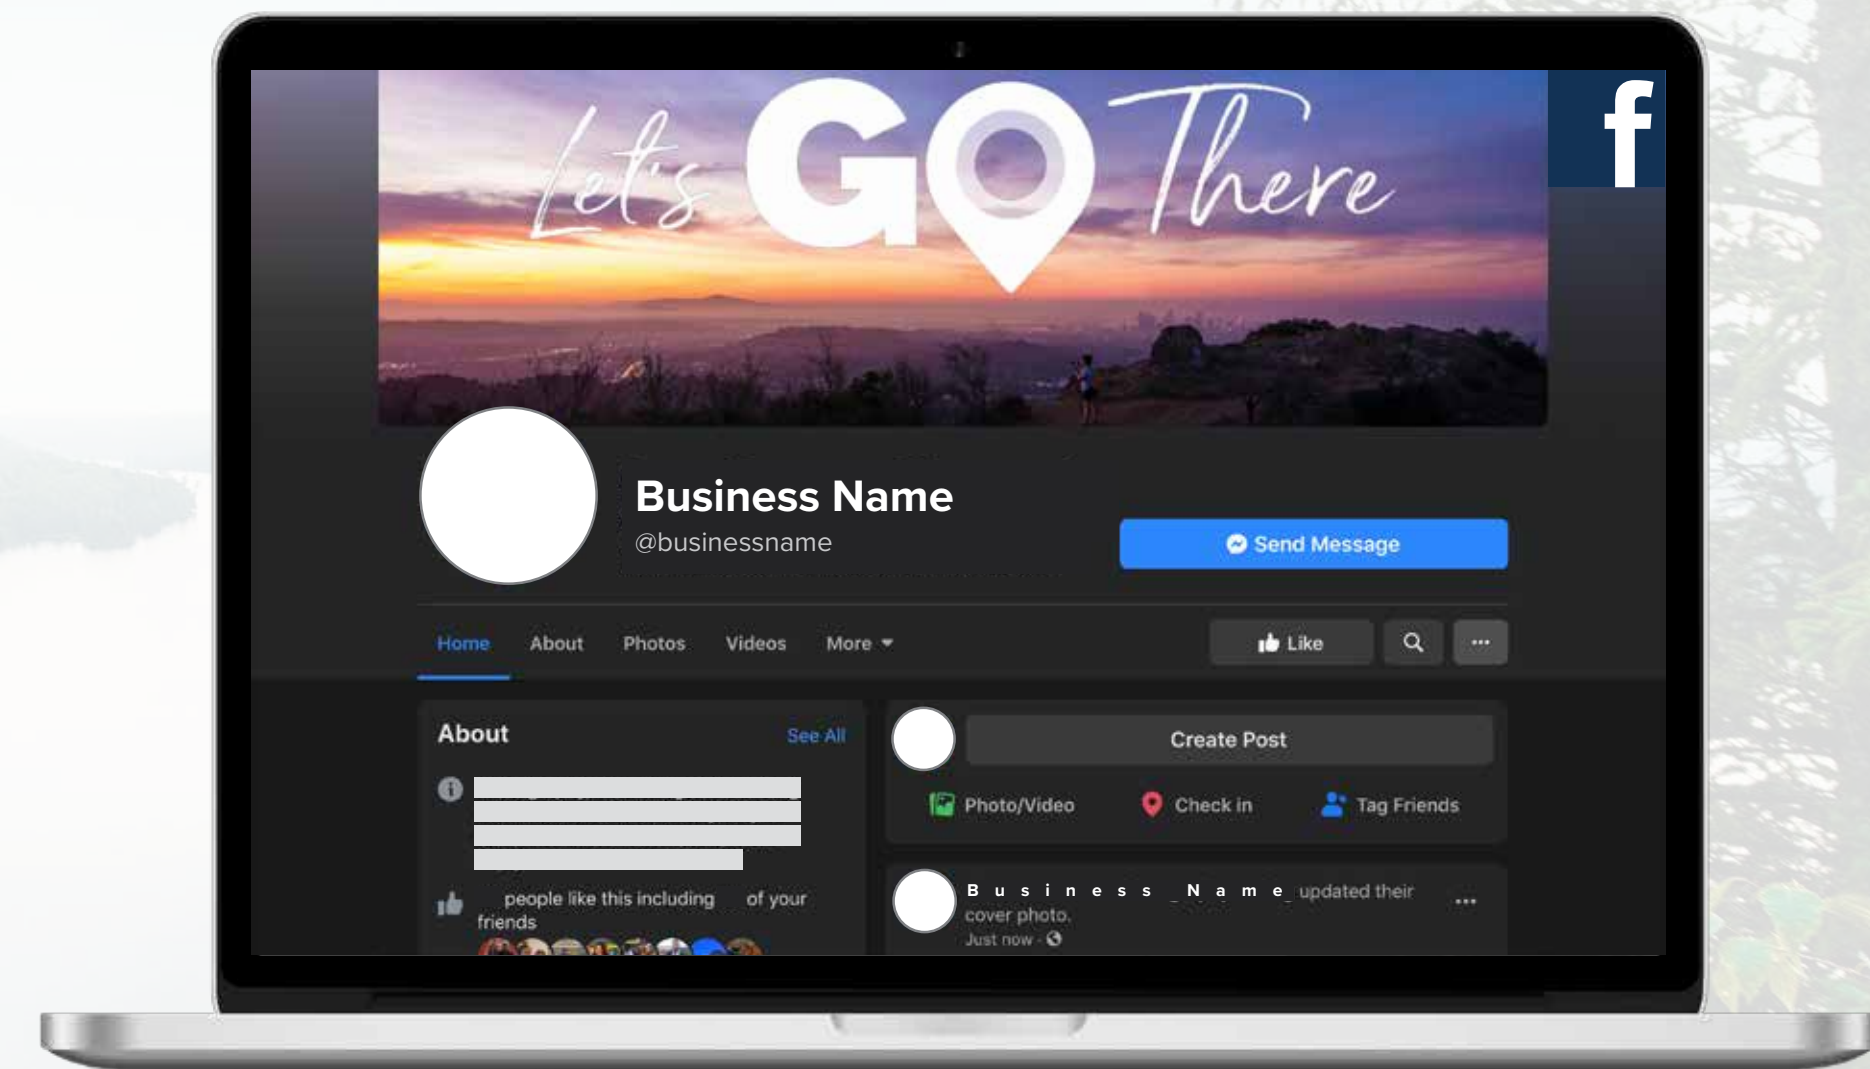 Let's GO There
f
Business Name
@businessname
Send Message
Home About Photos Videos More
Like
About See All
Create Post
Photo/Video Check in Tag Friends
people like this including of your
friends
Business Name updated their
cover photo.
Just now ·